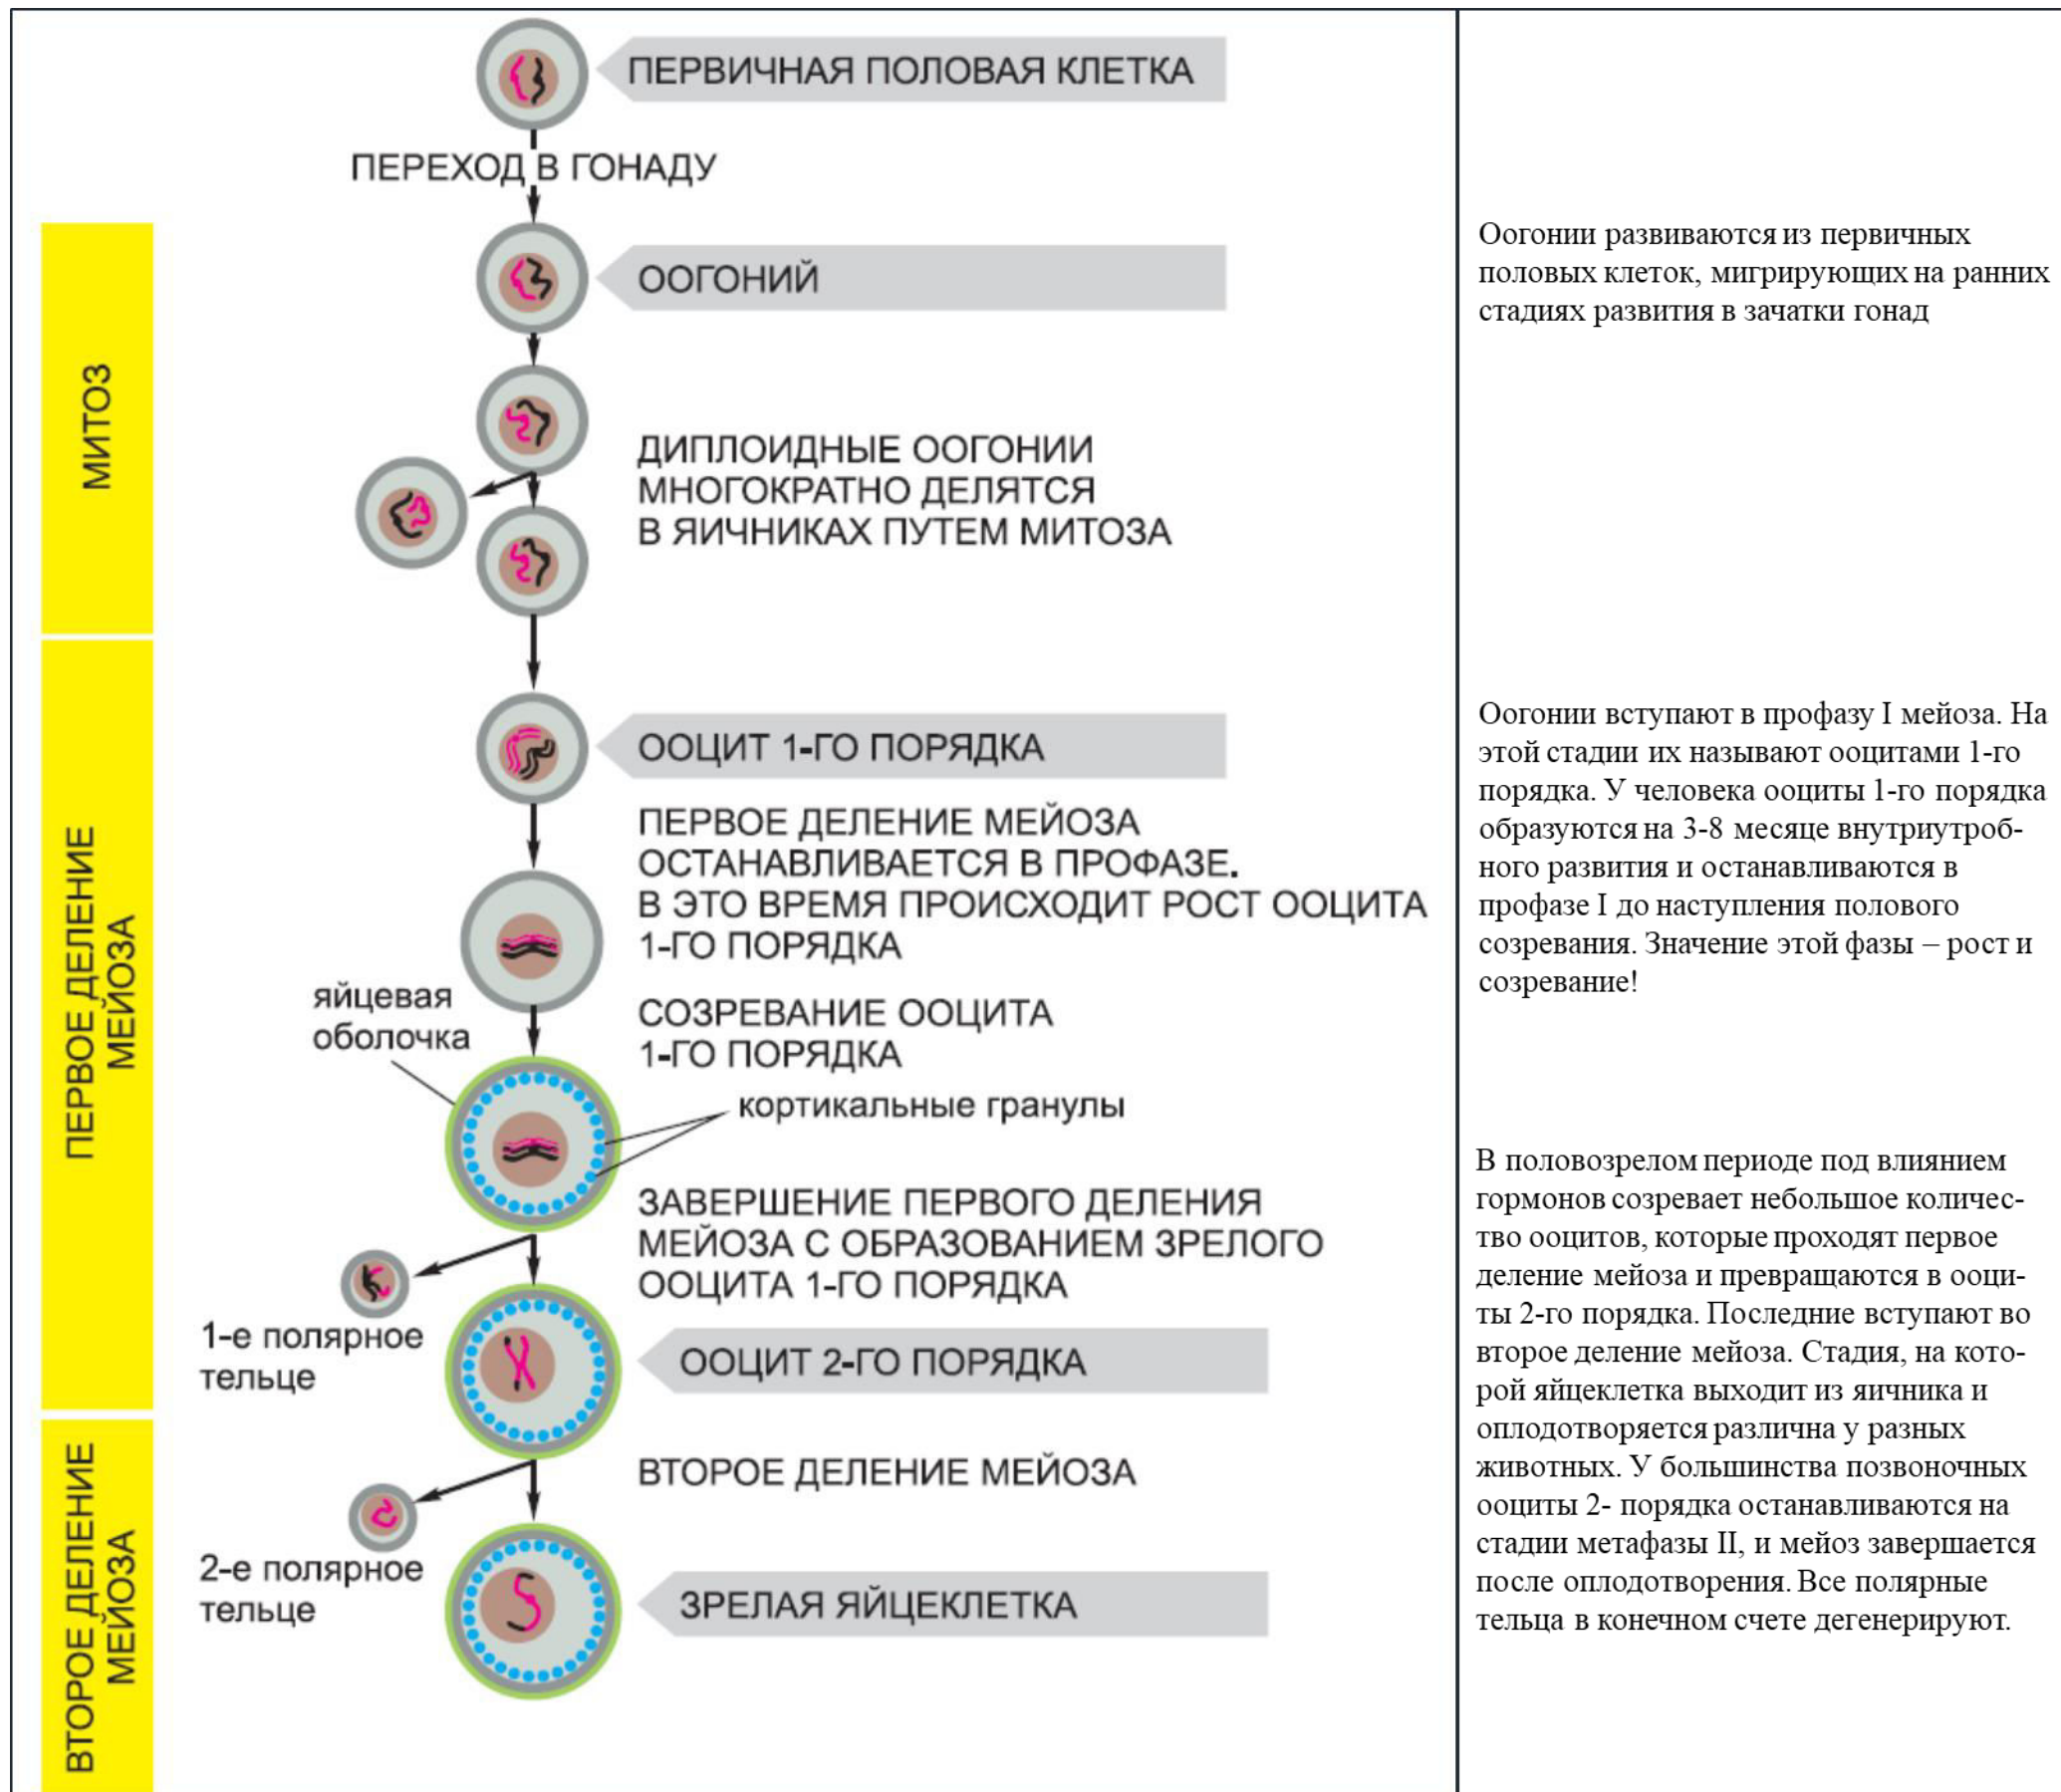 ПЕРВИЧНАЯ ПОЛОВАЯ КЛЕТКА
ПЕРЕХОД В ГОНАДУ
МИТОЗ
ООГОНИЙ
ДИПЛОИДНЫЕ ООГОНИИ
МНОГОКРАТНО ДЕЛЯТСЯ
В ЯИЧНИКАХ ПУТЕМ МИТОЗА
Оогонии развиваются из первичных
половых клеток, мигрирующих на ранних
стадиях развития в зачатки гонад
ПЕРВОЕ ДЕЛЕНИЕ
МЕЙОЗА
ООЦИТ 1-ГО ПОРЯДКА
ПЕРВОЕ ДЕЛЕНИЕ МЕЙОЗА
ОСТАНАВЛИВАЕТСЯ В ПРОФАЗЕ.
В ЭТО ВРЕМЯ ПРОИСХОДИТ РОСТ ООЦИТА
1-ГО ПОРЯДКА
яйцевая
оболочка
СОЗРЕВАНИЕ ООЦИТА
1-ГО ПОРЯДКА
кортикальные гранулы
ЗАВЕРШЕНИЕ ПЕРВОГО ДЕЛЕНИЯ
МЕЙОЗА С ОБРАЗОВАНИЕМ ЗРЕЛОГО
ООЦИТА 1-ГО ПОРЯДКА
1-е полярное
тельце
ООЦИТ 2-ГО ПОРЯДКА
Оогонии вступают в профазу I мейоза. На
этой стадии их называют ооцитами 1-го
порядка. У человека ооциты 1-го порядка
образуются на 3-8 месяце внутриутроб-
ного развития и останавливаются в
профазе I до наступления полового
созревания. Значение этой фазы – рост и
созревание!
ВТОРОЕ ДЕЛЕНИЕ
МЕЙОЗА
ВТОРОЕ ДЕЛЕНИЕ МЕЙОЗА
2-е полярное
тельце
ЗРЕЛАЯ ЯЙЦЕКЛЕТКА
В половозрелом периоде под влиянием
гормонов созревает небольшое количес-
тво ооцитов, которые проходят первое
деление мейоза и превращаются в ооци-
ты 2-го порядка. Последние вступают во
второе деление мейоза. Стадия, на кото-
рой яйцеклетка выходит из яичника и
оплодотворяется различна у разных
животных. У большинства позвоночных
ооциты 2- порядка останавливаются на
стадии метафазы II, и мейоз завершается
после оплодотворения. Все полярные
тельца в конечном счете дегенерируют.